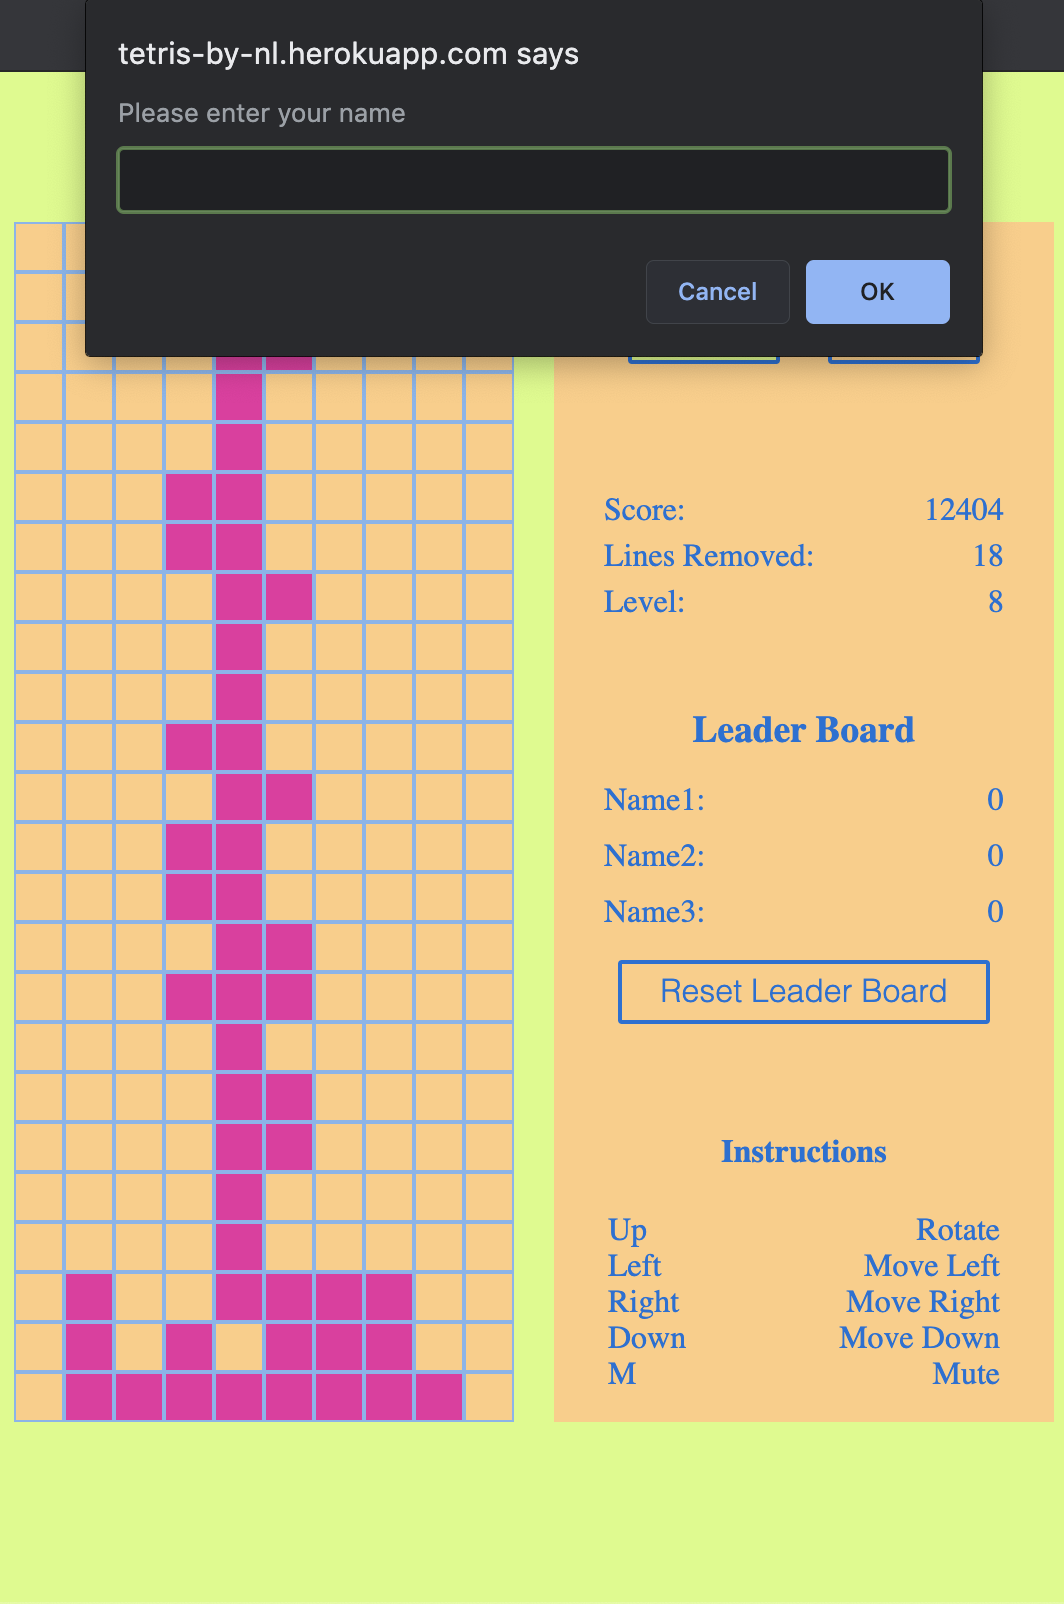 tetris-by-nl.herokuapp.com says
Please enter your name
Cancel OK
Score: 12404
Lines Removed: 18
Level: 8
Leader Board
Name1: 0
Name2: 0
Name3: 0
Reset Leader Board
Instructions
Up Rotate
Left Move Left
Right Move Right
Down Move Down
M Mute